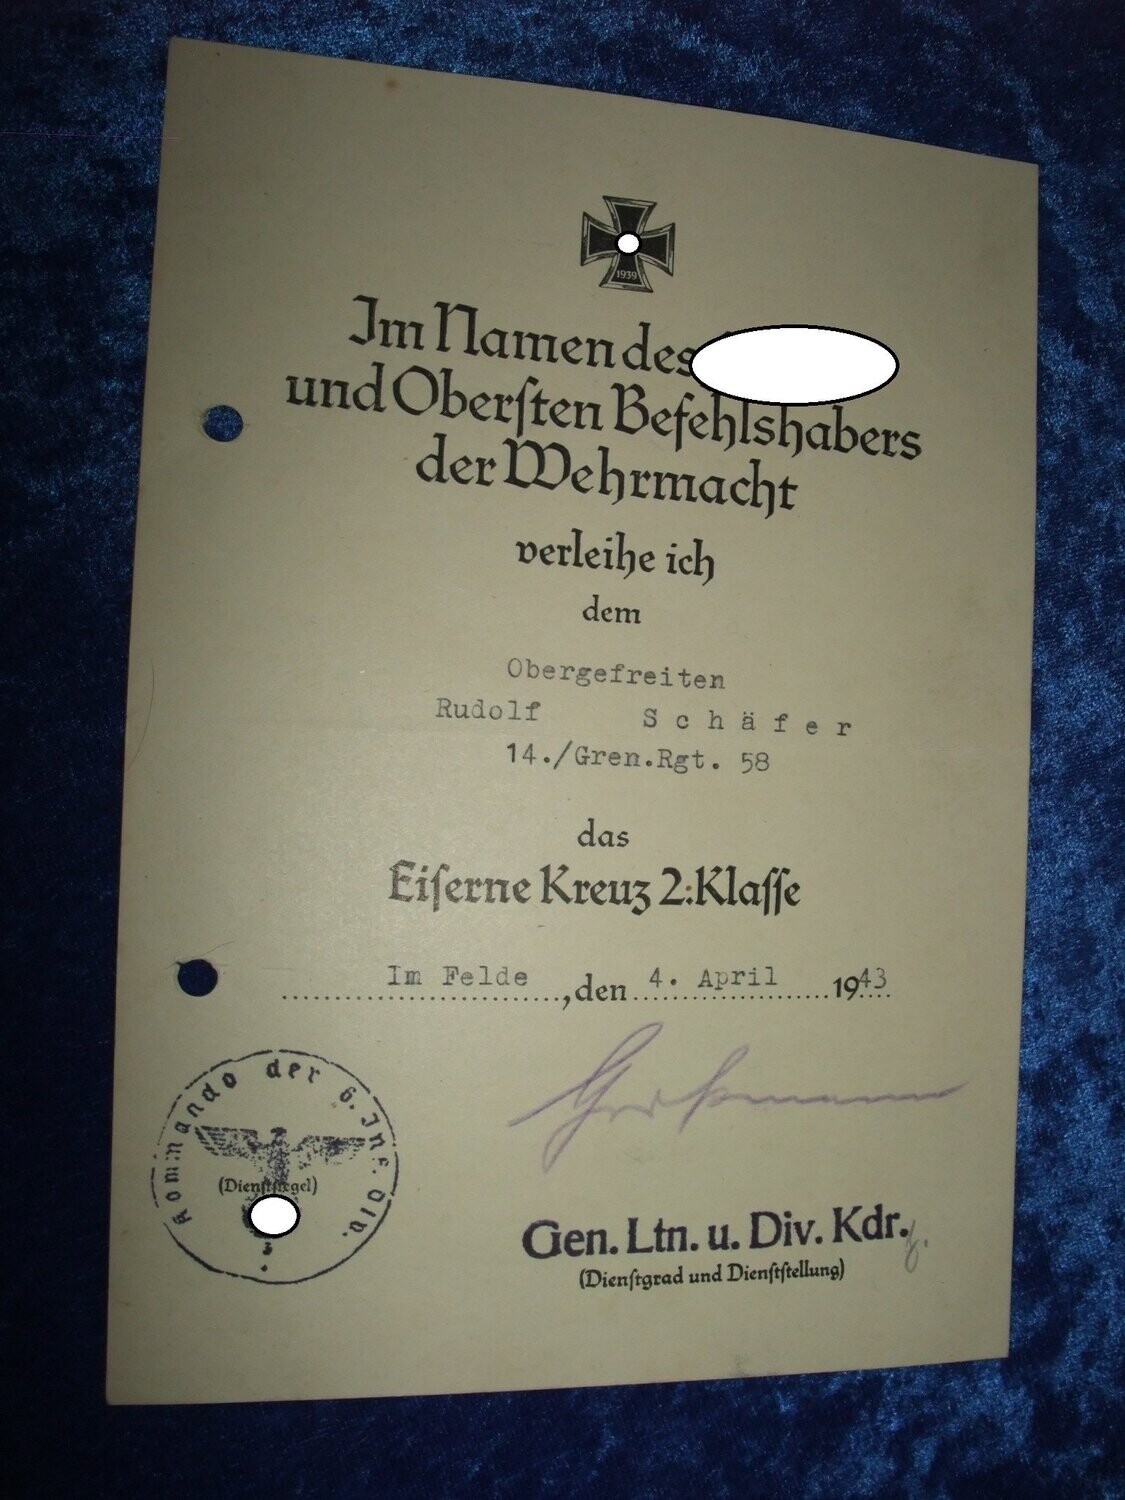 1939
Im Namen des
und Obersten Befehlshabers
der Wehrmacht
verleihe ich
dem
Obergefreiten
Rudolf Schäfer
14./Gren.Rgt. 58
das
Eiserne Kreuz 2. Klasse
Im Felde, den 4. April 1943
Kommando der 6. Inf. Div.
(Dienstsiegel)
Gen. Ltn. u. Div. Kdr.
(Dienstgrad und Dienststellung)